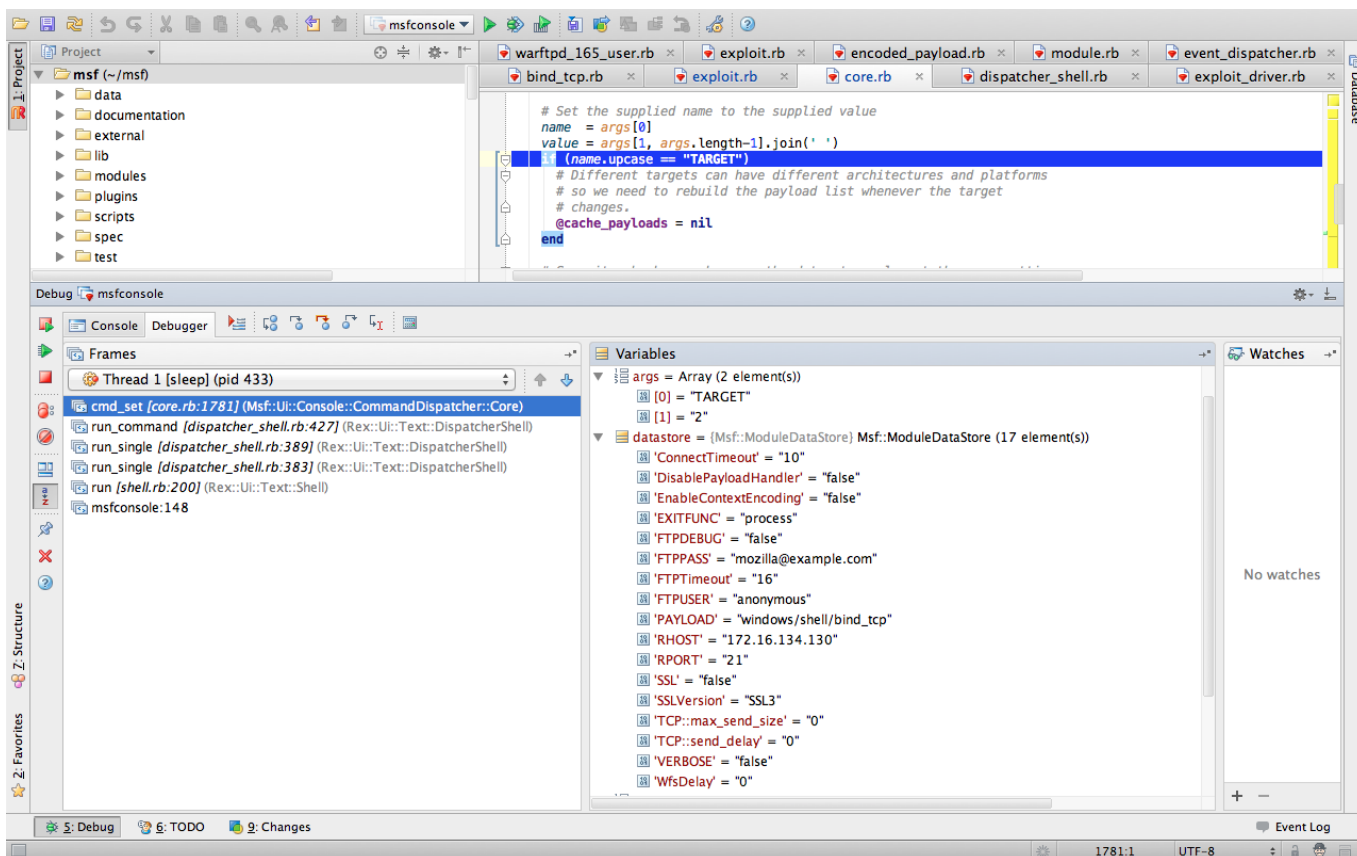 msfconsole
1: Project
Project
warftpd_165_user.rb
exploit.rb
encoded_payload.rb
module.rb
event_dispatcher.rb
bind_tcp.rb
exploit.rb
core.rb
dispatcher_shell.rb
exploit_driver.rb
Database
msf (~/msf)
data
documentation
external
lib
modules
plugins
scripts
spec
test
# Set the supplied name to the supplied value
name = args[0]
value = args[1, args.length-1].join(' ')
if (name.upcase == "TARGET")
# Different targets can have different architectures and platforms
# so we need to rebuild the payload list whenever the target
# changes.
@cache_payloads = nil
end
Debug msfconsole
Console
Debugger
Frames
Thread 1 [sleep] (pid 433)
cmd_set [core.rb:1781] (Msf::Ui::Console::CommandDispatcher::Core)
run_command [dispatcher_shell.rb:427] (Rex::Ui::Text::DispatcherShell)
run_single [dispatcher_shell.rb:389] (Rex::Ui::Text::DispatcherShell)
run_single [dispatcher_shell.rb:383] (Rex::Ui::Text::DispatcherShell)
run [shell.rb:200] (Rex::Ui::Text::Shell)
msfconsole:148
Variables
args = Array (2 element(s))
[0] = "TARGET"
[1] = "2"
datastore = {Msf::ModuleDataStore} Msf::ModuleDataStore (17 element(s))
'ConnectTimeout' = "10"
'DisablePayloadHandler' = "false"
'EnableContextEncoding' = "false"
'EXITFUNC' = "process"
'FTPDEBUG' = "false"
'FTPPASS' = "mozilla@example.com"
'FTPTimeout' = "16"
'FTPUSER' = "anonymous"
'PAYLOAD' = "windows/shell/bind_tcp"
'RHOST' = "172.16.134.130"
'RPORT' = "21"
'SSL' = "false"
'SSLVersion' = "SSL3"
'TCP::max_send_size' = "0"
'TCP::send_delay' = "0"
'VERBOSE' = "false"
'WfsDelay' = "0"
Watches
No watches
Z: Structure
2: Favorites
5: Debug
6: TODO
9: Changes
Event Log
1781:1
UTF-8